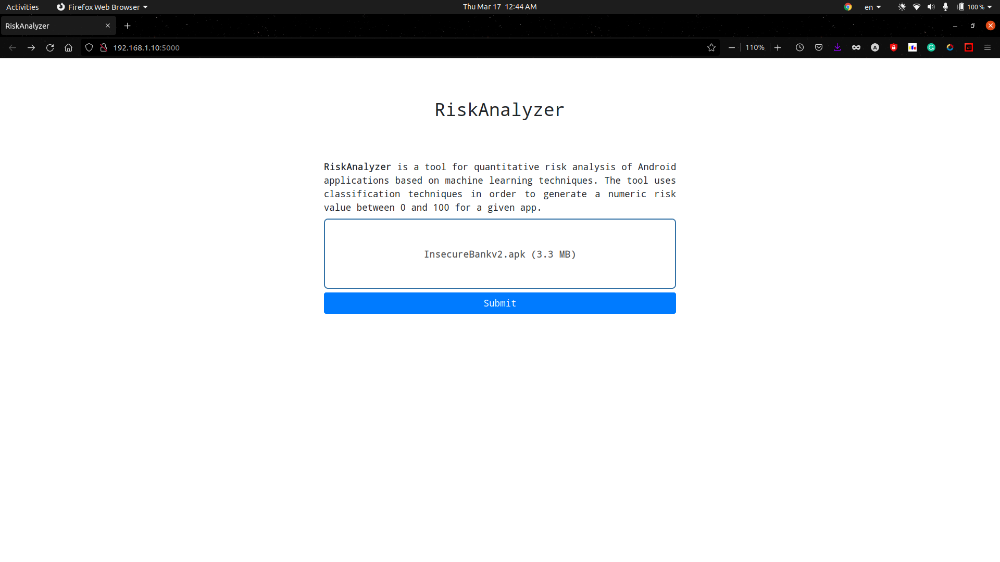 Activities Firefox Web Browser Thu Mar 17 12:44 AM en 100 %
RiskAnalyzer
192.168.1.10:5000 110%
RiskAnalyzer
RiskAnalyzer is a tool for quantitative risk analysis of Android
applications based on machine learning techniques. The tool uses
classification techniques in order to generate a numeric risk
value between 0 and 100 for a given app.
InsecureBankv2.apk (3.3 MB)
Submit